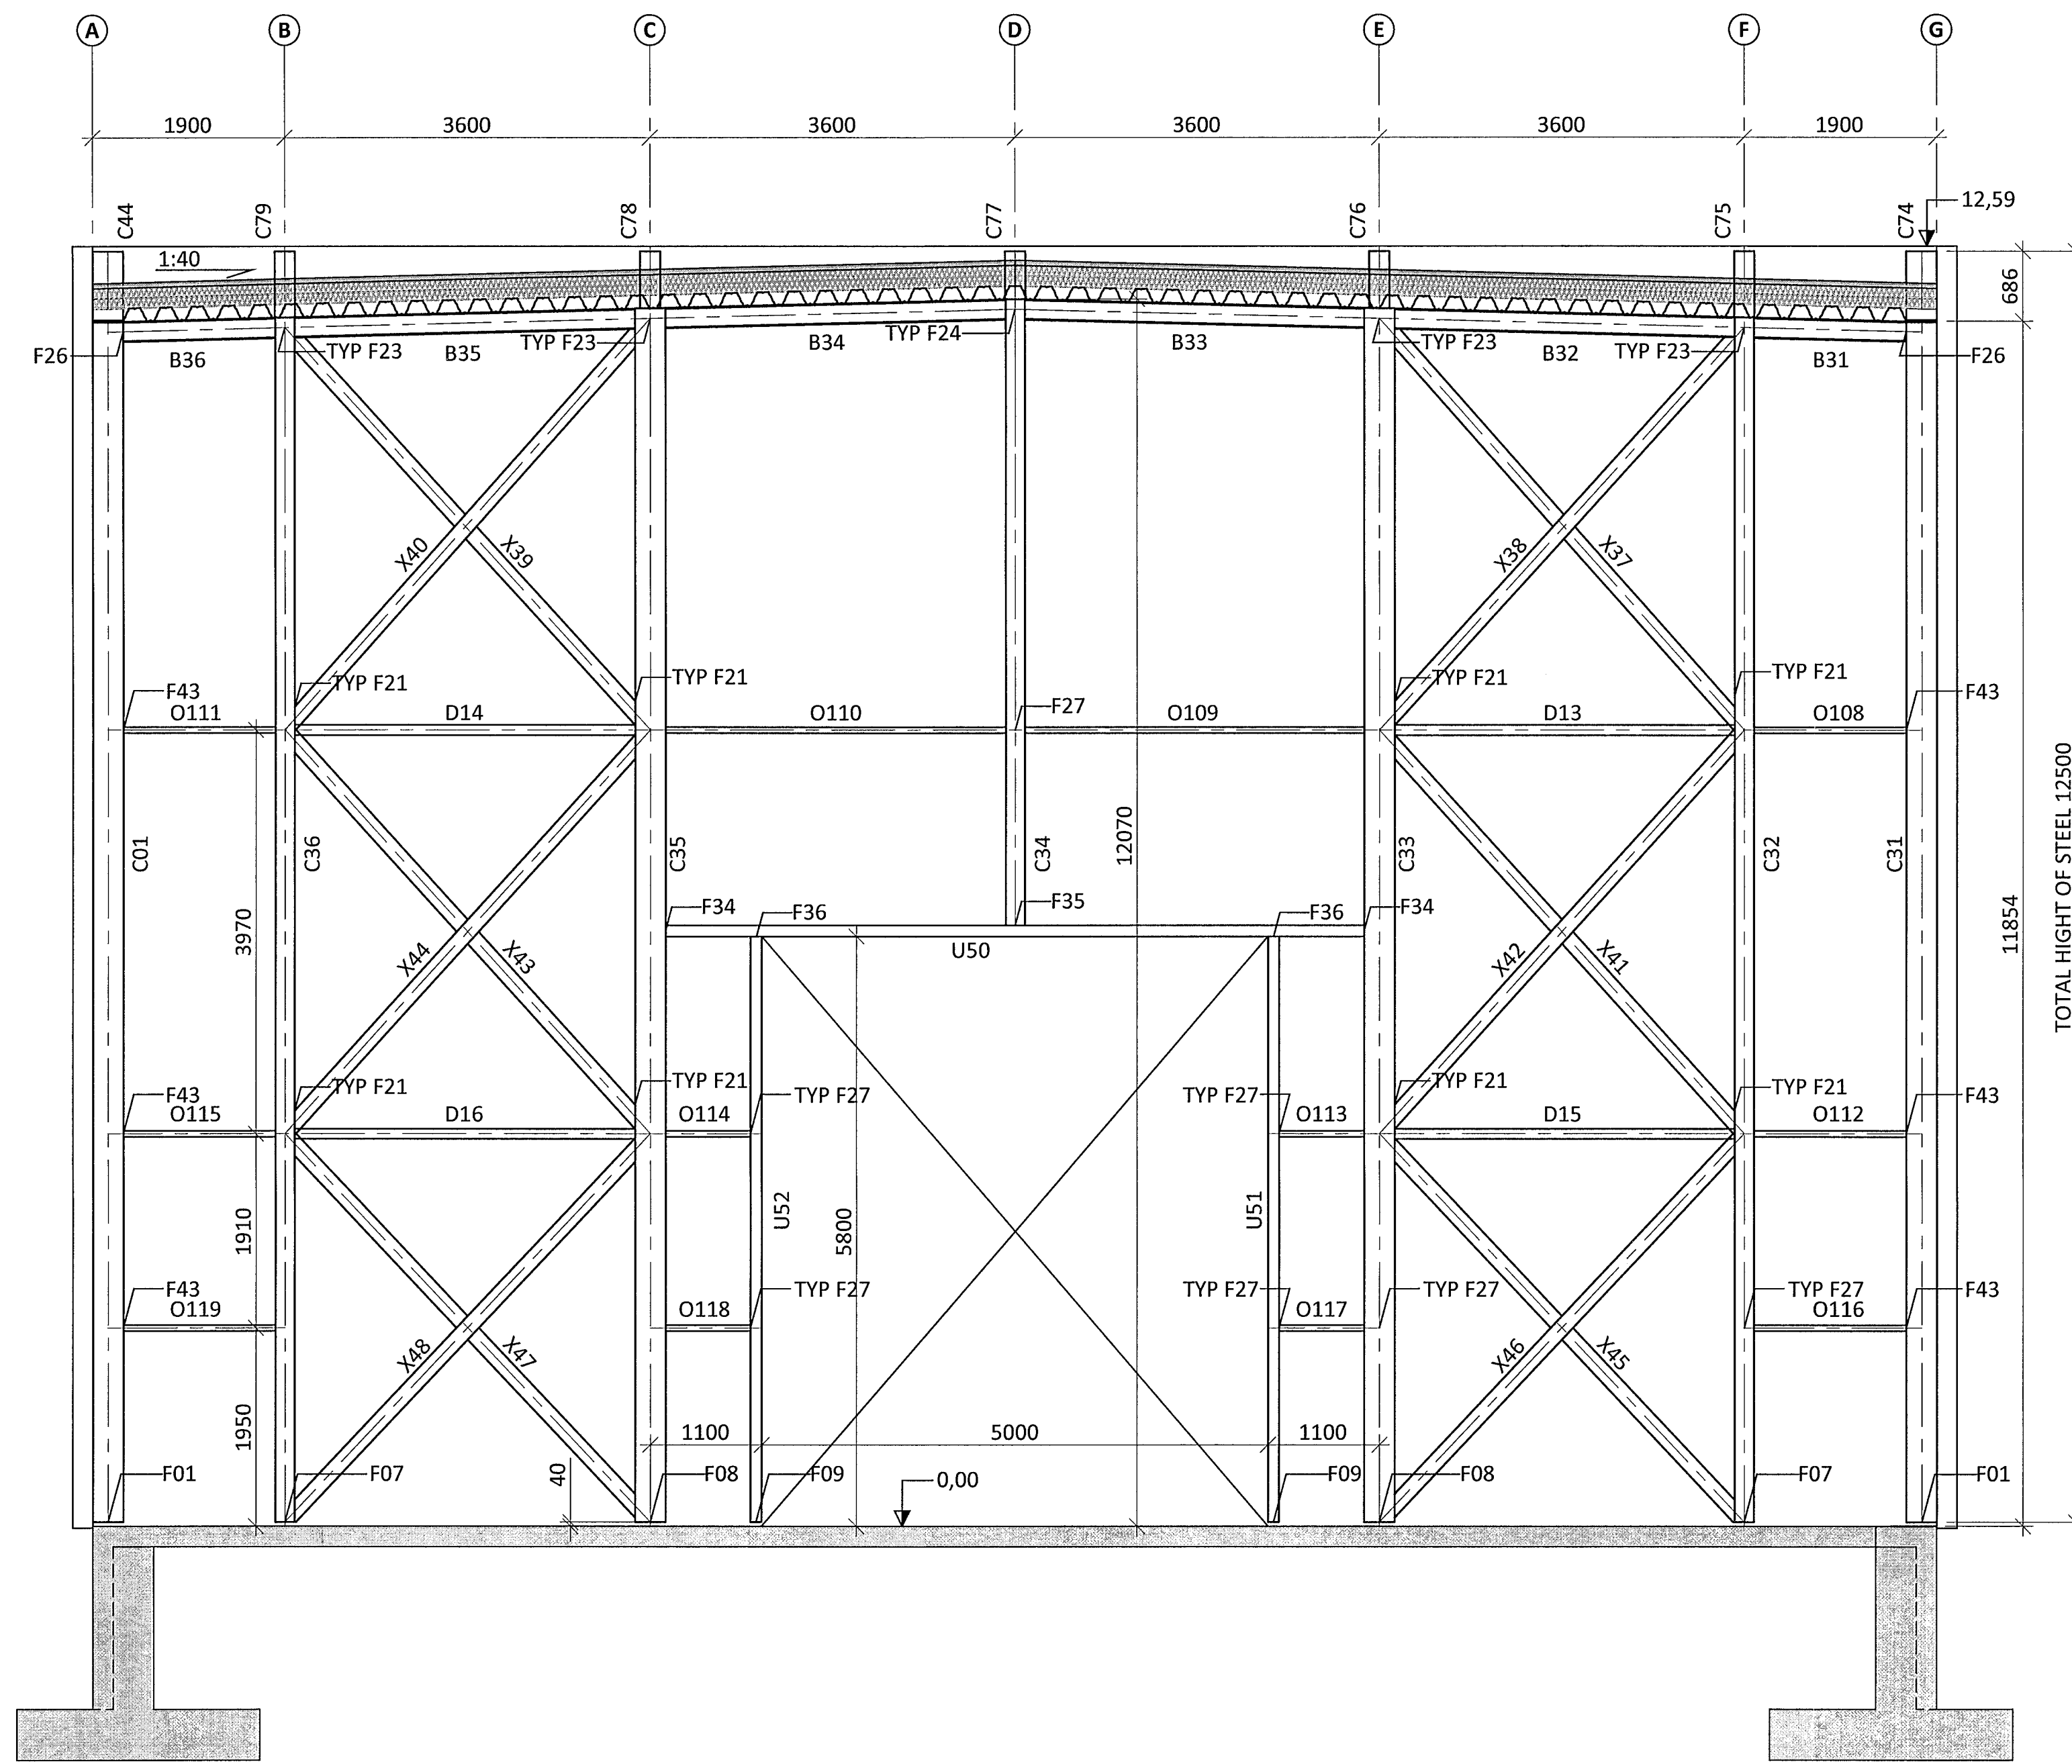 A B C D E F G
1900 3600 3600 3600 3600 1900
C44 C79 C78 C77 C76 C75 C74 12,59
1:40
686
F26 B36 TYP F23 B35 TYP F23 B34 TYP F24 B33 TYP F23 B32 TYP F23 B31 F26
X40 X39 X38 X37
F43 TYP F21 TYP F21 F27 TYP F21 TYP F21 F43
O111 D14 O110 O109 D13 O108
C01 C36 C35 C34 12070 C33 C32 C31
TOTAL HIGHT OF STEEL 12500
11854
3970
F34 F36 F35 F36 F34
U50
X44 X43 X42 X41
F43 TYP F21 TYP F21 TYP F27 TYP F27 TYP F21 TYP F21 F43
O115 D16 O114 O113 D15 O112
1910 U52 5800 U51
F43 TYP F27 TYP F27 TYP F27 TYP F27 F43
O119 O118 O117 O116
X48 X47 X46 X45
1950 1100 5000 1100
40
F01 F07 F08 F09 0,00 F09 F08 F07 F01